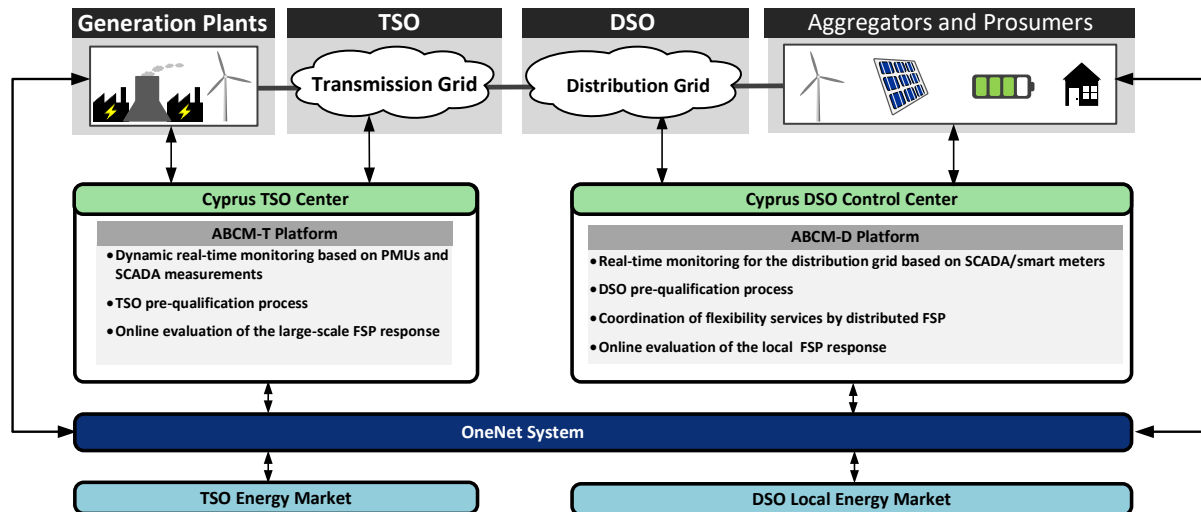 Generation Plants
TSO
DSO
Aggregators and Prosumers
Transmission Grid
Distribution Grid
Cyprus TSO Center
ABCM-T Platform
•Dynamic real-time monitoring based on PMUs and
SCADA measurements
•TSO pre-qualification process
•Online evaluation of the large-scale FSP response
Cyprus DSO Control Center
ABCM-D Platform
•Real-time monitoring for the distribution grid based on SCADA/smart meters
•DSO pre-qualification process
•Coordination of flexibility services by distributed FSP
•Online evaluation of the local FSP response
OneNet System
TSO Energy Market
DSO Local Energy Market